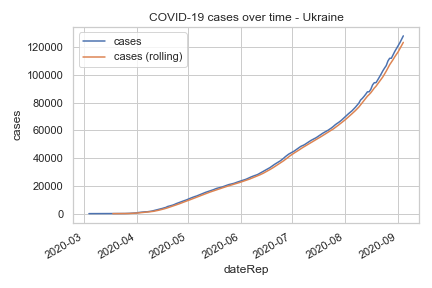 COVID-19 cases over time - Ukraine
cases
cases (rolling)
120000
100000
80000
60000
40000
20000
0
cases
2020-03
2020-04
2020-05
2020-06
2020-07
2020-08
2020-09
dateRep